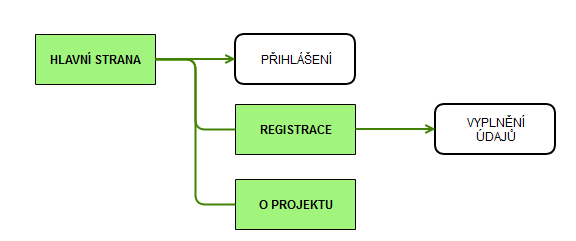 HLAVNÍ STRANA
PŘIHLÁŠENÍ
REGISTRACE
VYPLNĚNÍ
ÚDAJŮ
O PROJEKTU